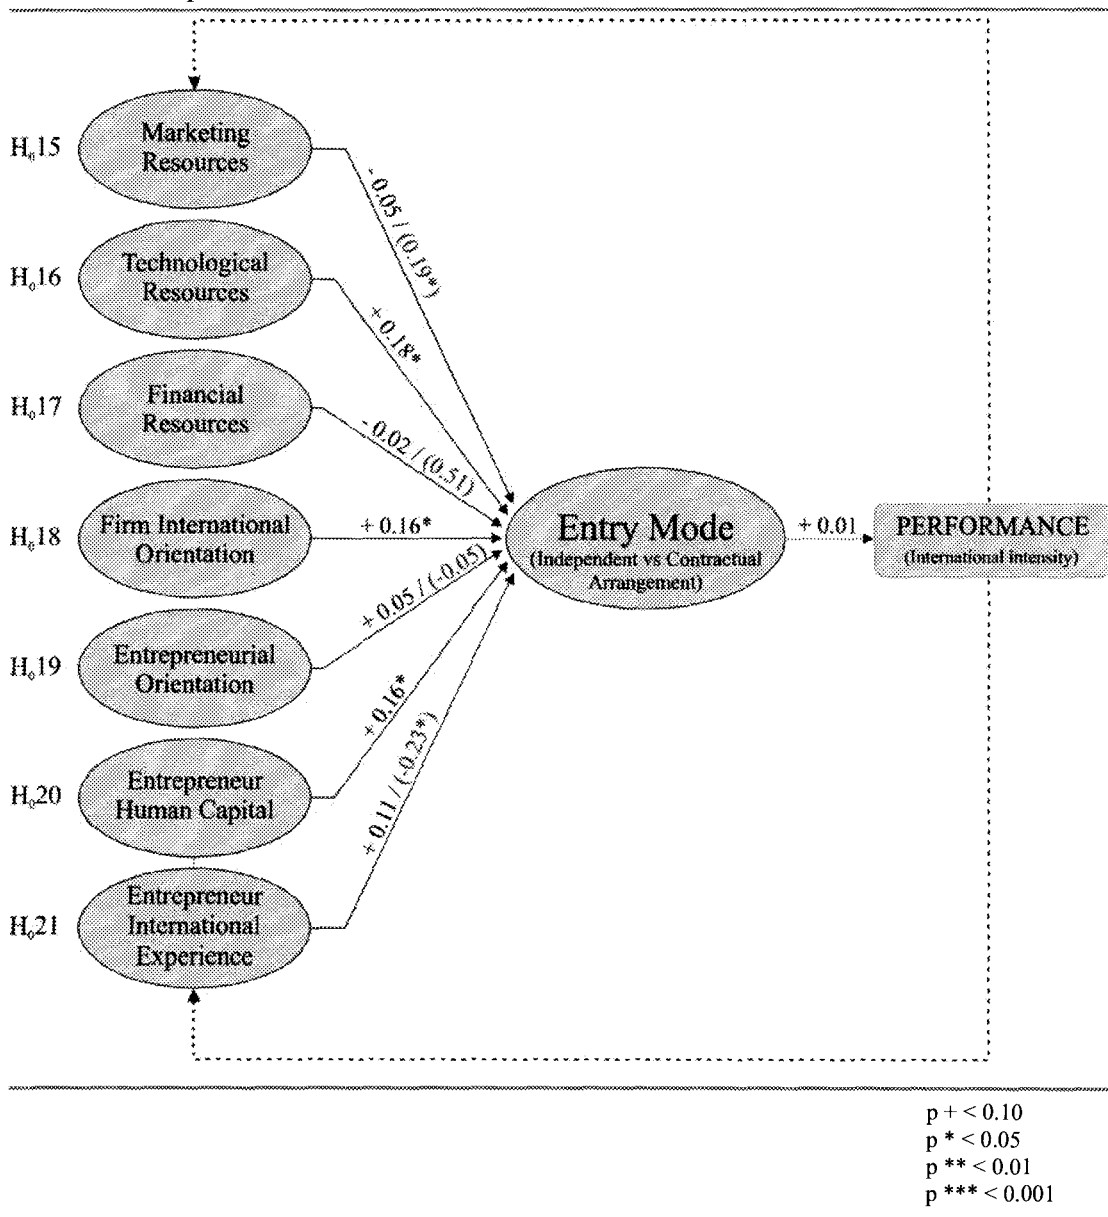 H₀15
Marketing
Resources
- 0.05 / (0.19*)
H₀16
Technological
Resources
+ 0.18*
H₀17
Financial
Resources
- 0.02 / (0.51)
H₀18
Firm International
Orientation
+ 0.16*
Entry Mode
(Independent vs Contractual
Arrangement)
+ 0.01
PERFORMANCE
(International intensity)
H₀19
Entrepreneurial
Orientation
+ 0.05 / (-0.05)
H₀20
Entrepreneur
Human Capital
+ 0.16*
H₀21
Entrepreneur
International
Experience
+ 0.11 / (-0.23*)
p + < 0.10
p * < 0.05
p ** < 0.01
p *** < 0.001